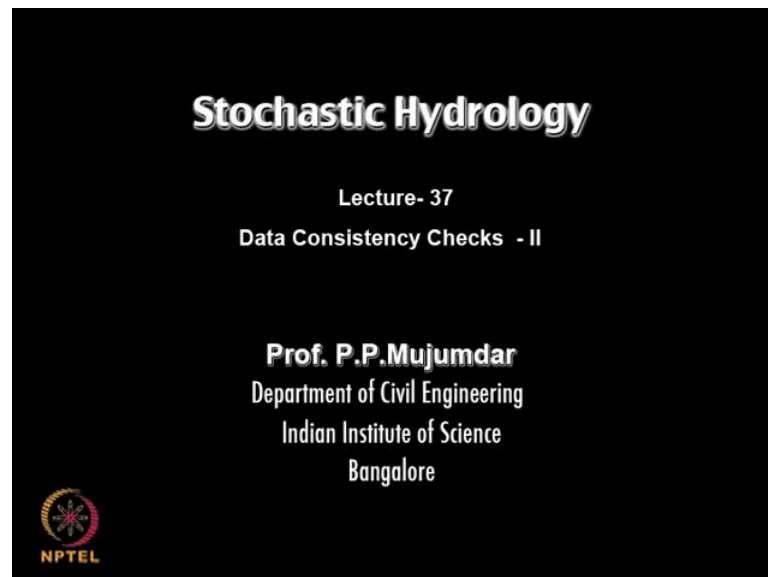 Stochastic Hydrology
Lecture- 37
Data Consistency Checks - II
Prof. P.P.Mujumdar
Department of Civil Engineering
Indian Institute of Science
Bangalore
NPTEL